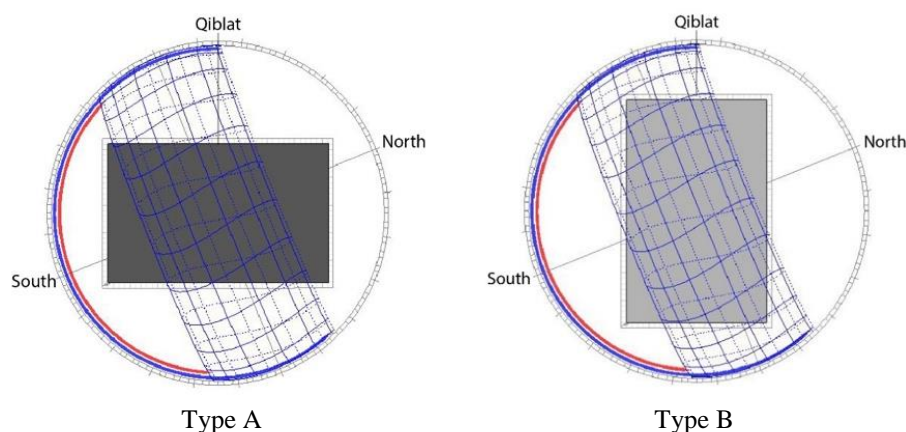 Qiblat
North
South
Type A
Qiblat
North
South
Type B